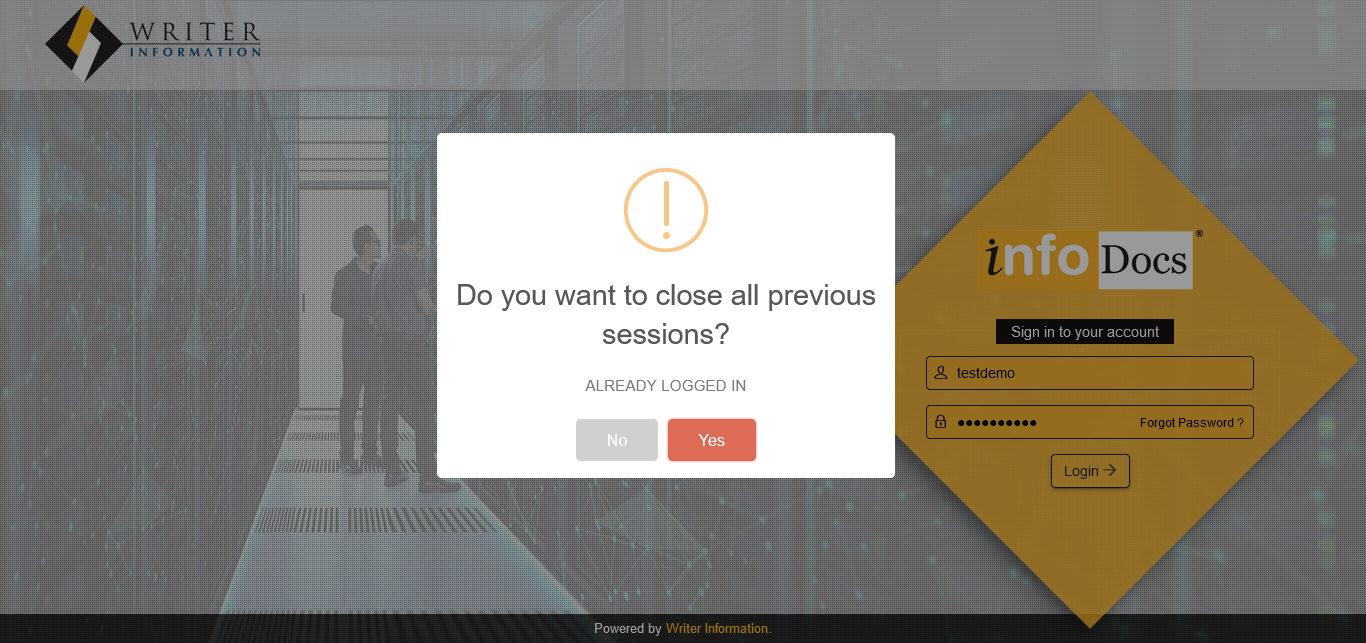 WRITER
INFORMATION
Do you want to close all previous
sessions?
ALREADY LOGGED IN
No
Yes
info Docs®
Sign in to your account
testdemo
Forgot Password ?
Login
Powered by Writer Information.